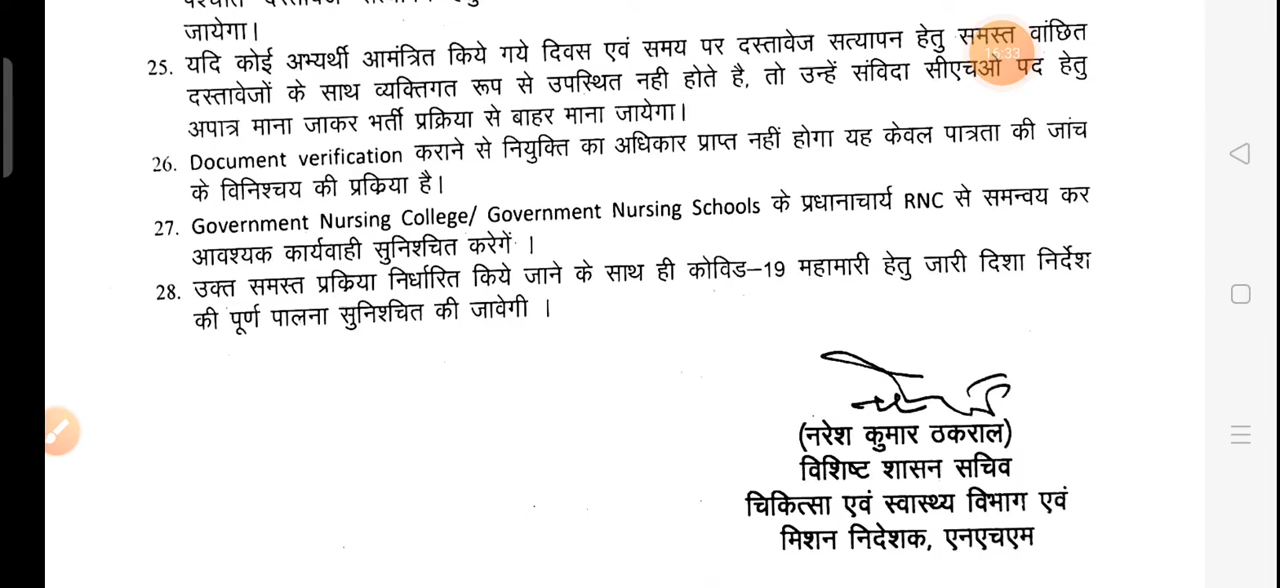 जायेगा।
25. यदि कोई अभ्यर्थी आमंत्रित किये गये दिवस एवं समय पर दस्तावेज सत्यापन हेतु समस्त वांछित
दस्तावेजों के साथ व्यक्तिगत रूप से उपस्थित नही होते है, तो उन्हें संविदा सीएचओ पद हेतु
अपात्र माना जाकर भर्ती प्रक्रिया से बाहर माना जायेगा।
26. Document verification कराने से नियुक्ति का अधिकार प्राप्त नहीं होगा यह केवल पात्रता की जांच
के विनिश्चय की प्रकिया है।
27. Government Nursing College/ Government Nursing Schools के प्रधानाचार्य RNC से समन्वय कर
आवश्यक कार्यवाही सुनिश्चित करेगें ।
28. उक्त समस्त प्रकिया निर्धारित किये जाने के साथ ही कोविड–19 महामारी हेतु जारी दिशा निर्देश
की पूर्ण पालना सुनिश्चित की जावेगी ।
(नरेश कुमार ठकराल)
विशिष्ट शासन सचिव
चिकित्सा एवं स्वास्थ्य विभाग एवं
मिशन निदेशक, एनएचएम